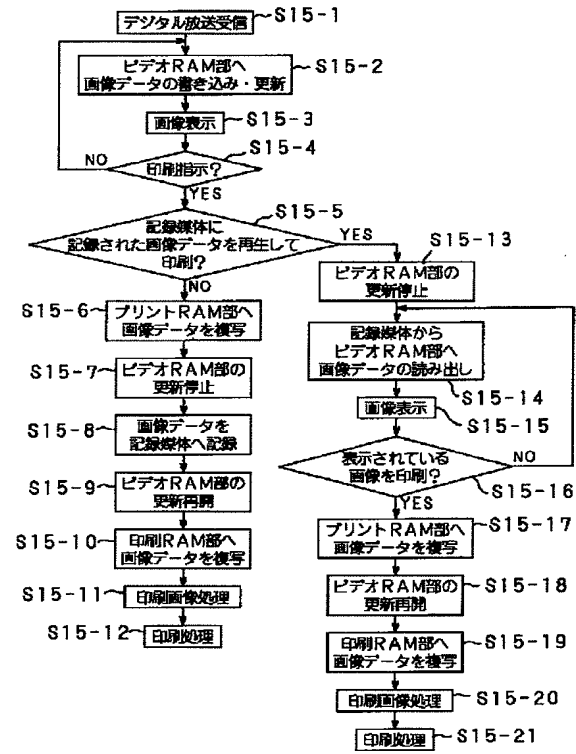 デジタル放送受信
S15-1
ビデオRAM部へ
画像データの書き込み・更新
S15-2
画像表示
S15-3
印刷指示?
S15-4
NO
YES
記録媒体に
記録された画像データを再生して
印刷?
S15-5
YES
NO
S15-6
プリントRAM部へ
画像データを複写
S15-7
ビデオRAM部の
更新停止
S15-8
画像データを
記録媒体へ記録
S15-9
ビデオRAM部の
更新再開
S15-10
印刷RAM部へ
画像データを複写
S15-11
印刷画像処理
S15-12
印刷処理
S15-13
ビデオRAM部の
更新停止
記録媒体から
ビデオRAM部へ
画像データの読み出し
S15-14
画像表示
S15-15
表示されている
画像を印刷?
NO
S15-16
YES
プリントRAM部へ
画像データを複写
S15-17
ビデオRAM部の
更新再開
S15-18
印刷RAM部へ
画像データを複写
S15-19
印刷画像処理
S15-20
印刷処理
S15-21